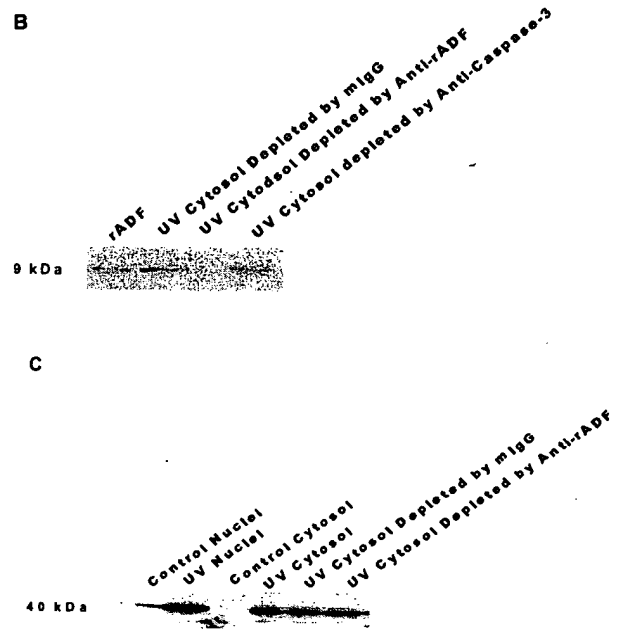 B
rADF
UV Cytosol Depleted by mIgG
UV Cytodsol Depleted by Anti-rADF
UV Cytosol depleted by Anti-Caspase-3
9 kDa
C
Control Nuclei
UV Nuclei
Control Cytosol
UV Cytosol
UV Cytosol Depleted by mIgG
UV Cytosol Depleted by Anti-rADF
40 kDa